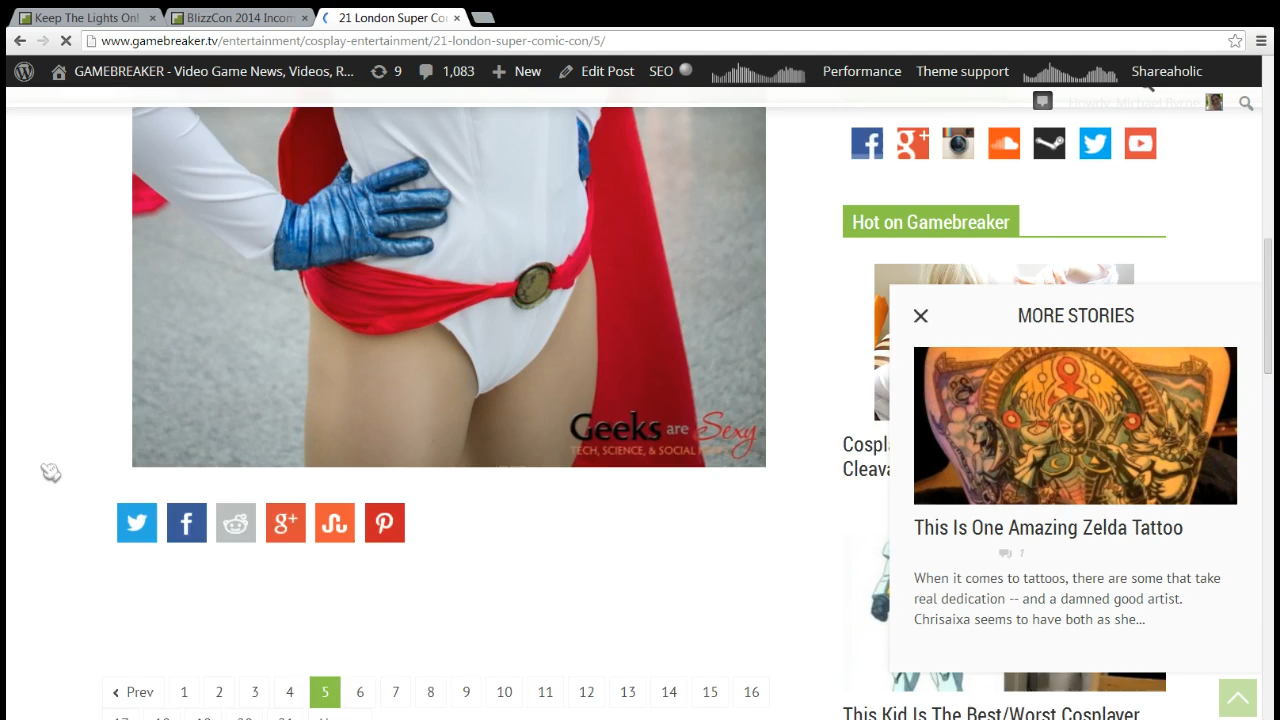 Keep The Lights On!
BlizzCon 2014 Incom
21 London Super Co
www.gamebreaker.tv/entertainment/cosplay-entertainment/21-london-super-comic-con/5/
GAMEBREAKER - Video Game News, Videos, R... 9 1,083 New Edit Post SEO Performance Theme support Shareaholic
Hot on Gamebreaker
MORE STORIES
Geeks are Sexy
TECH, SCIENCE, & SOCIAL
Cospl
Cleava
This Is One Amazing Zelda Tattoo
1
When it comes to tattoos, there are some that take
real dedication -- and a damned good artist.
Chrisaixa seems to have both as she...
Prev 1 2 3 4 5 6 7 8 9 10 11 12 13 14 15 16
This Kid Is The Best/Worst Cosplayer